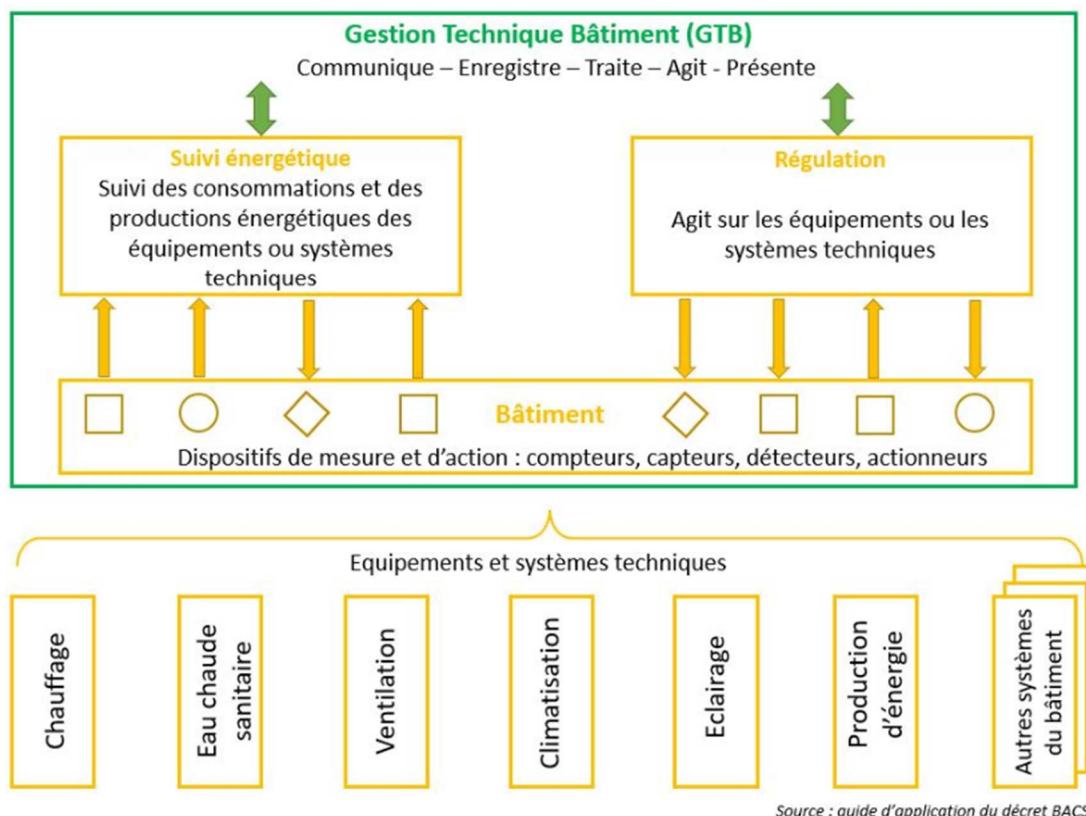 Gestion Technique Bâtiment (GTB)
Communique – Enregistre – Traite – Agit - Présente
Suivi énergétique
Suivi des consommations et des
productions énergétiques des
équipements ou systèmes
techniques
Régulation
Agit sur les équipements ou les
systèmes techniques
Bâtiment
Dispositifs de mesure et d’action : compteurs, capteurs, détecteurs, actionneurs
Equipements et systèmes techniques
Chauffage
Eau chaude
sanitaire
Ventilation
Climatisation
Eclairage
Production
d’énergie
Autres systèmes
du bâtiment
Source : guide d’application du décret BACS